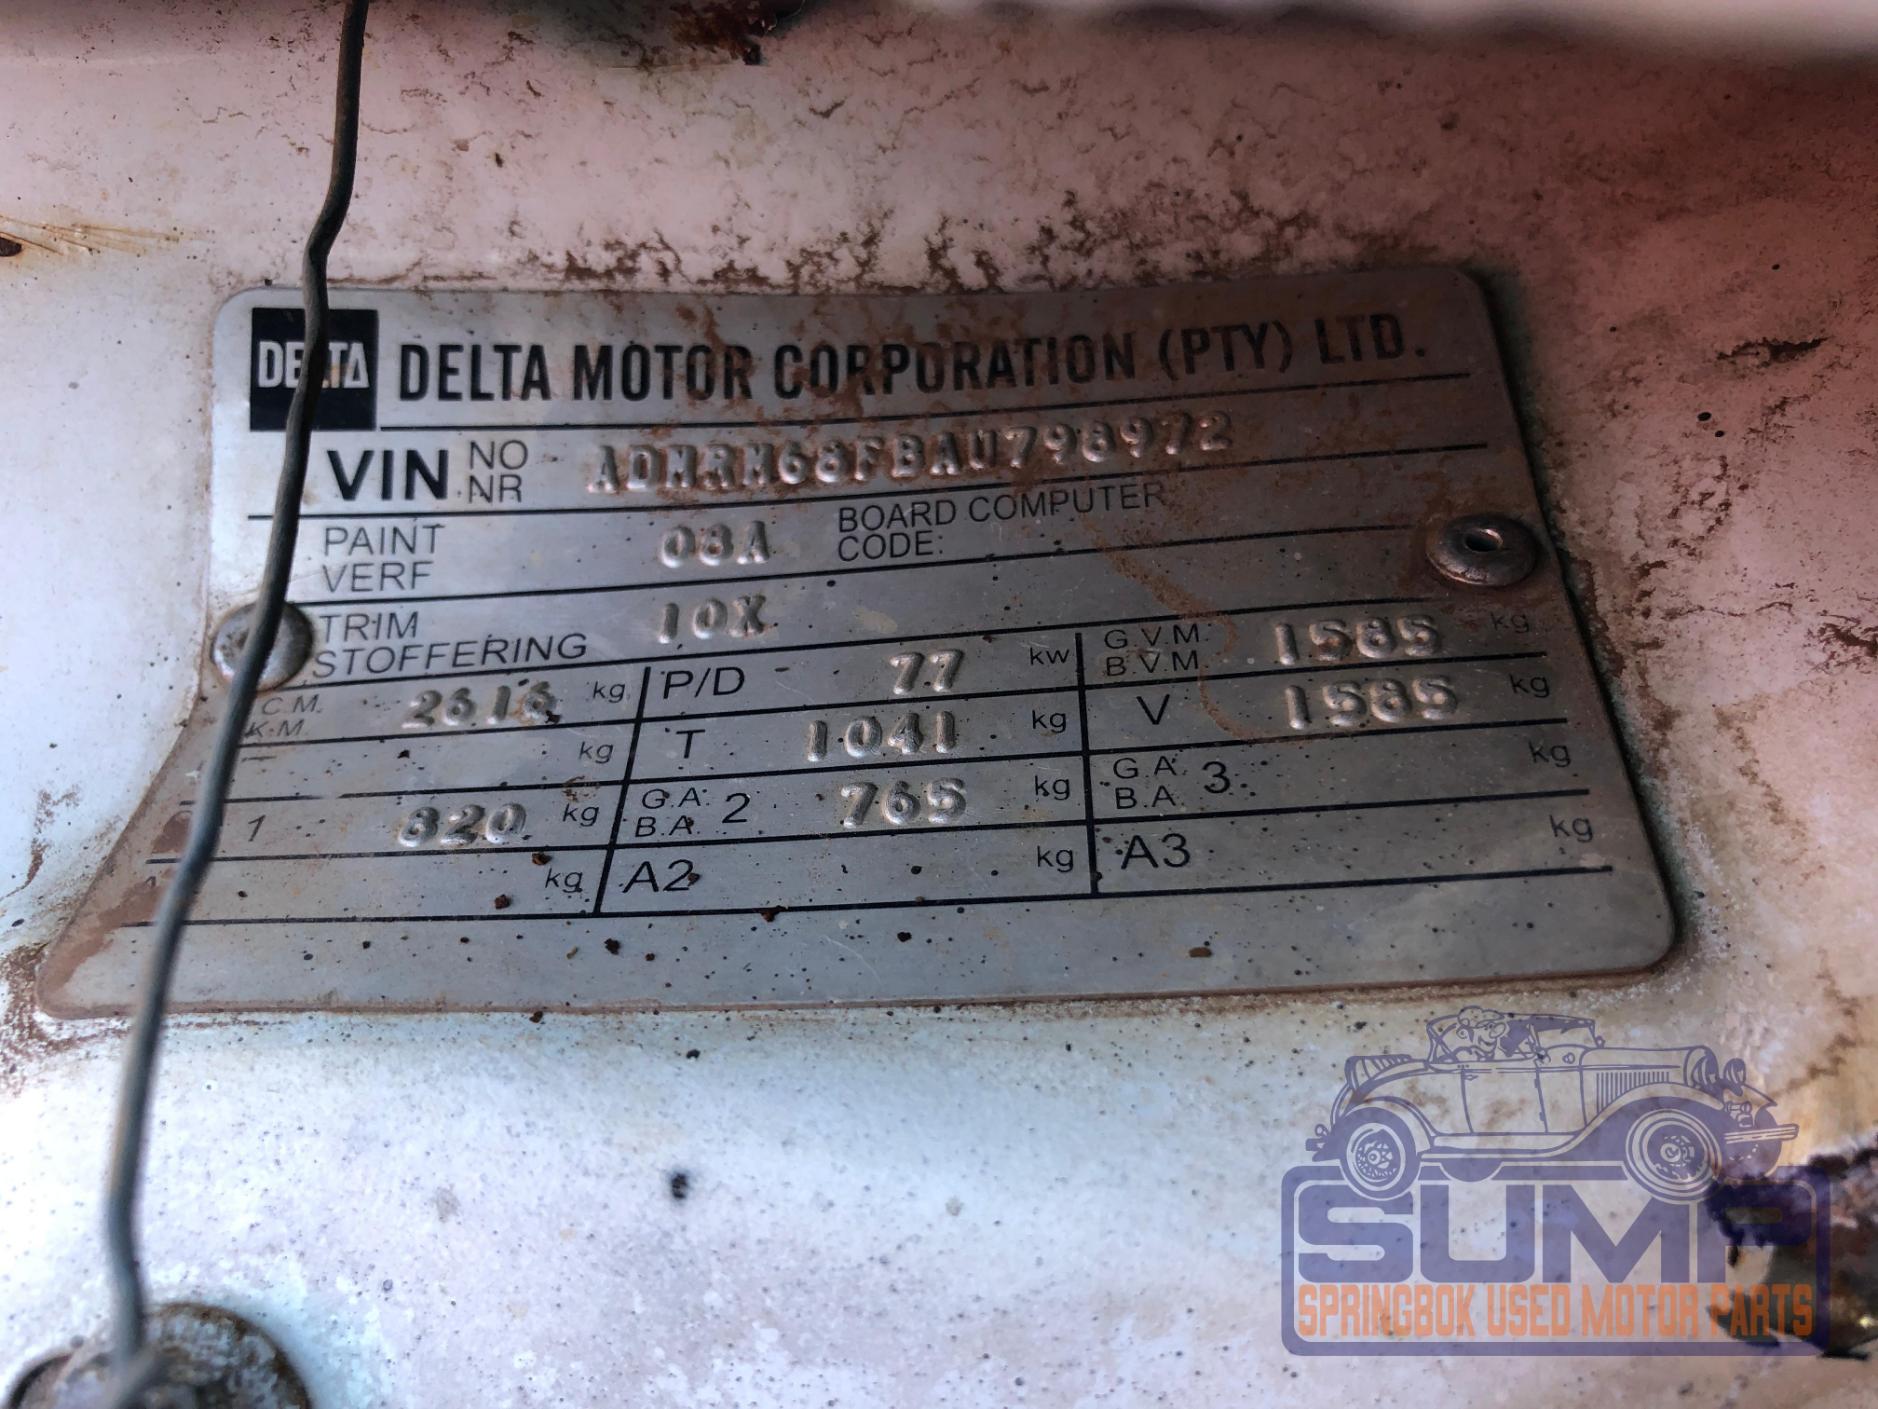 DELTA DELTA MOTOR CORPORATION (PTY) LTD.
VIN NO NR ADMRM68FBAU798972
PAINT VERF 08A BOARD COMPUTER CODE:
TRIM STOFFERING 10X
C.M. K.M. 2616 kg P/D 77 kw G.V.M. B.V.M. 1585 kg
kg T 1041 kg V 1585 kg
1 820 kg G.A. B.A. 2 765 kg G.A. B.A. 3 kg
kg A2 kg A3 kg
SUMP
SPRINGBOK USED MOTOR PARTS